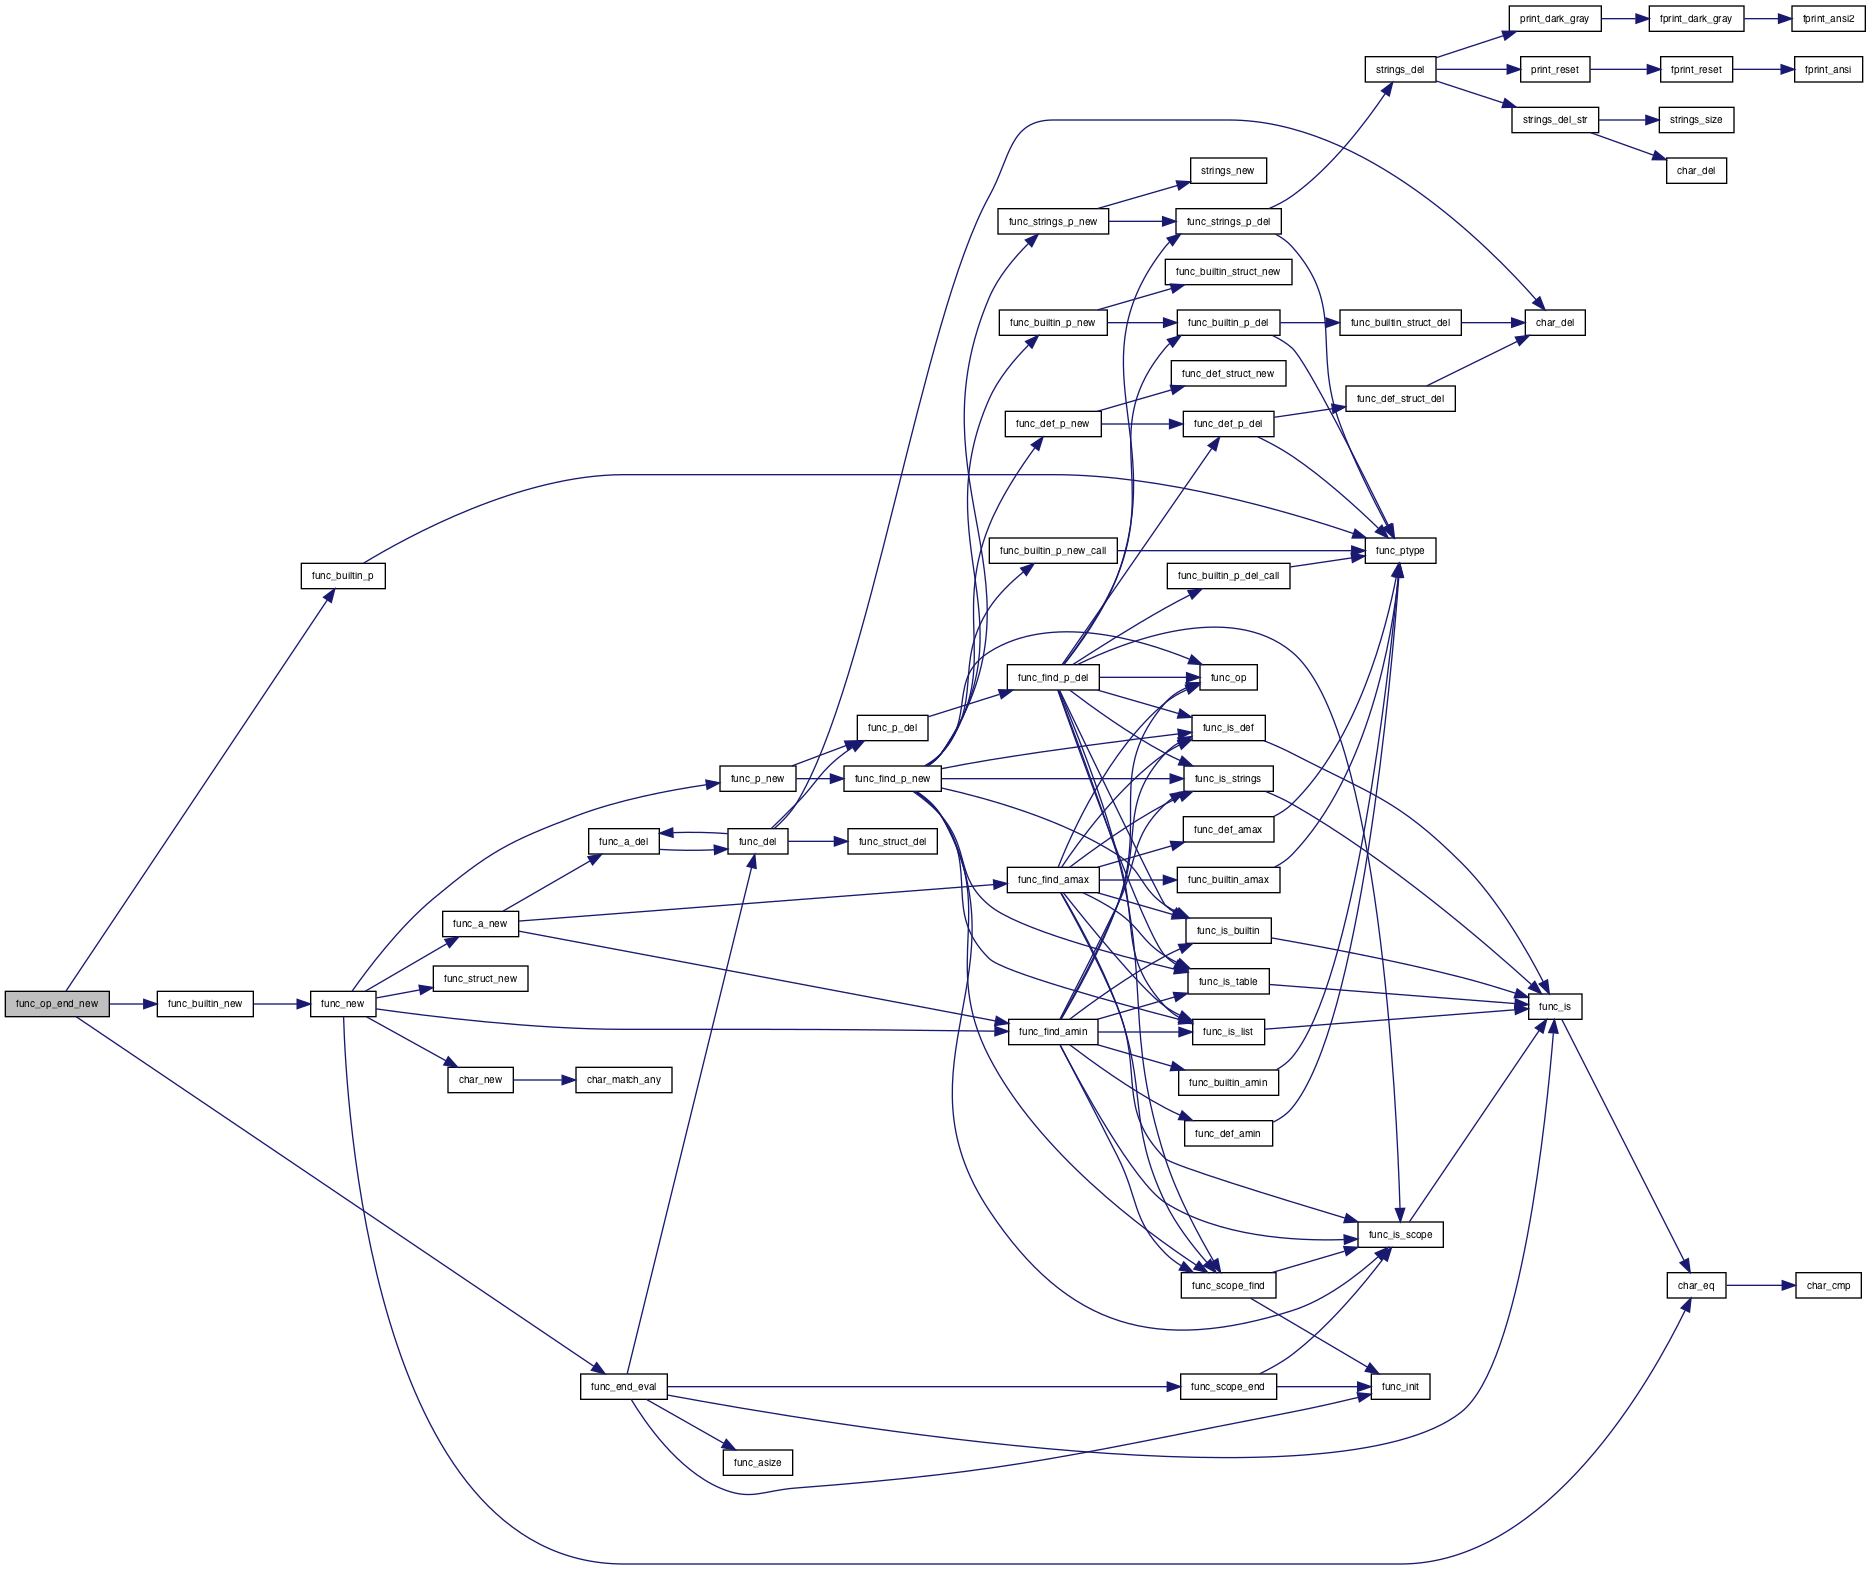 print_dark_gray
fprint_dark_gray
fprint_ansi2
strings_del
print_reset
fprint_reset
fprint_ansi
strings_del_str
strings_size
char_del
strings_new
func_strings_p_new
func_strings_p_del
func_builtin_struct_new
func_builtin_p_new
func_builtin_p_del
func_builtin_struct_del
char_del
func_def_struct_new
func_def_struct_del
func_def_p_new
func_def_p_del
func_builtin_p_new_call
func_ptype
func_builtin_p
func_builtin_p_del_call
func_find_p_del
func_op
func_p_del
func_is_def
func_p_new
func_find_p_new
func_is_strings
func_a_del
func_del
func_struct_del
func_def_amax
func_find_amax
func_builtin_amax
func_a_new
func_is_builtin
func_struct_new
func_is_table
func_op_end_new
func_builtin_new
func_new
func_is
func_find_amin
func_is_list
char_new
char_match_any
func_builtin_amin
func_def_amin
func_is_scope
func_scope_find
char_eq
char_cmp
func_end_eval
func_scope_end
func_init
func_asize